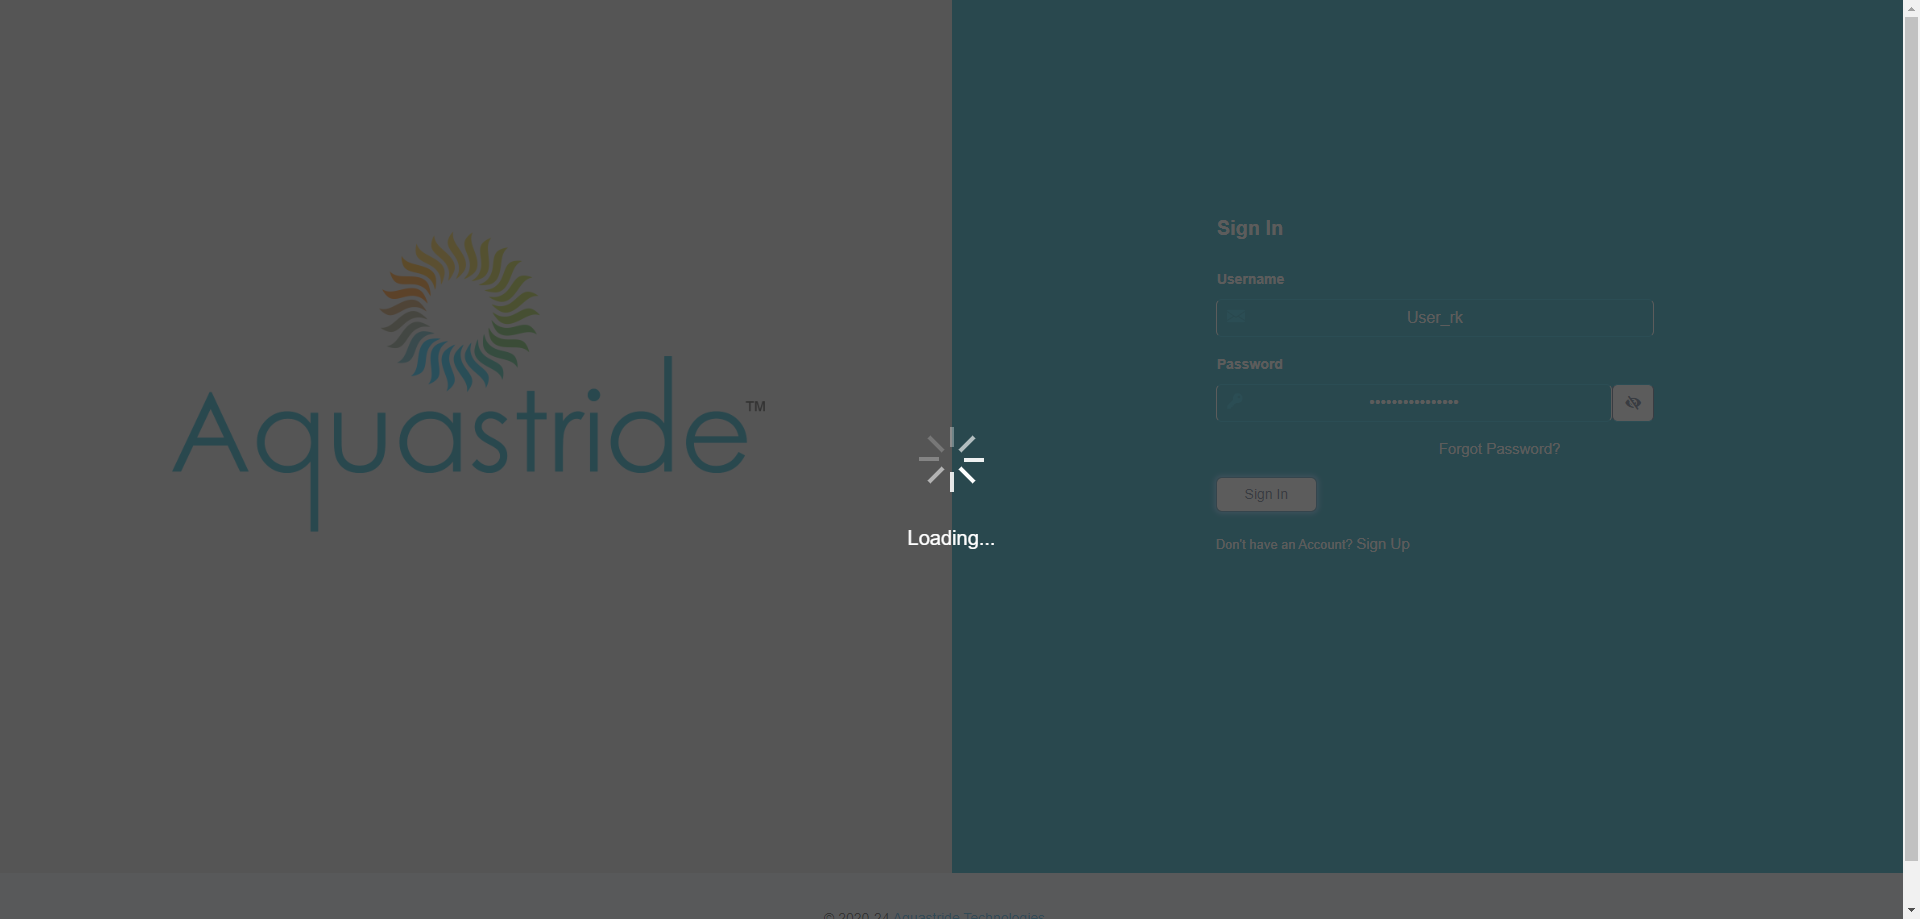 Aquastride™
Sign In
Username
User_rk
Password
••••••••••••••••
Forgot Password?
Sign In
Don't have an Account? Sign Up
Loading...
© 2020-24 Aquastride Technologies